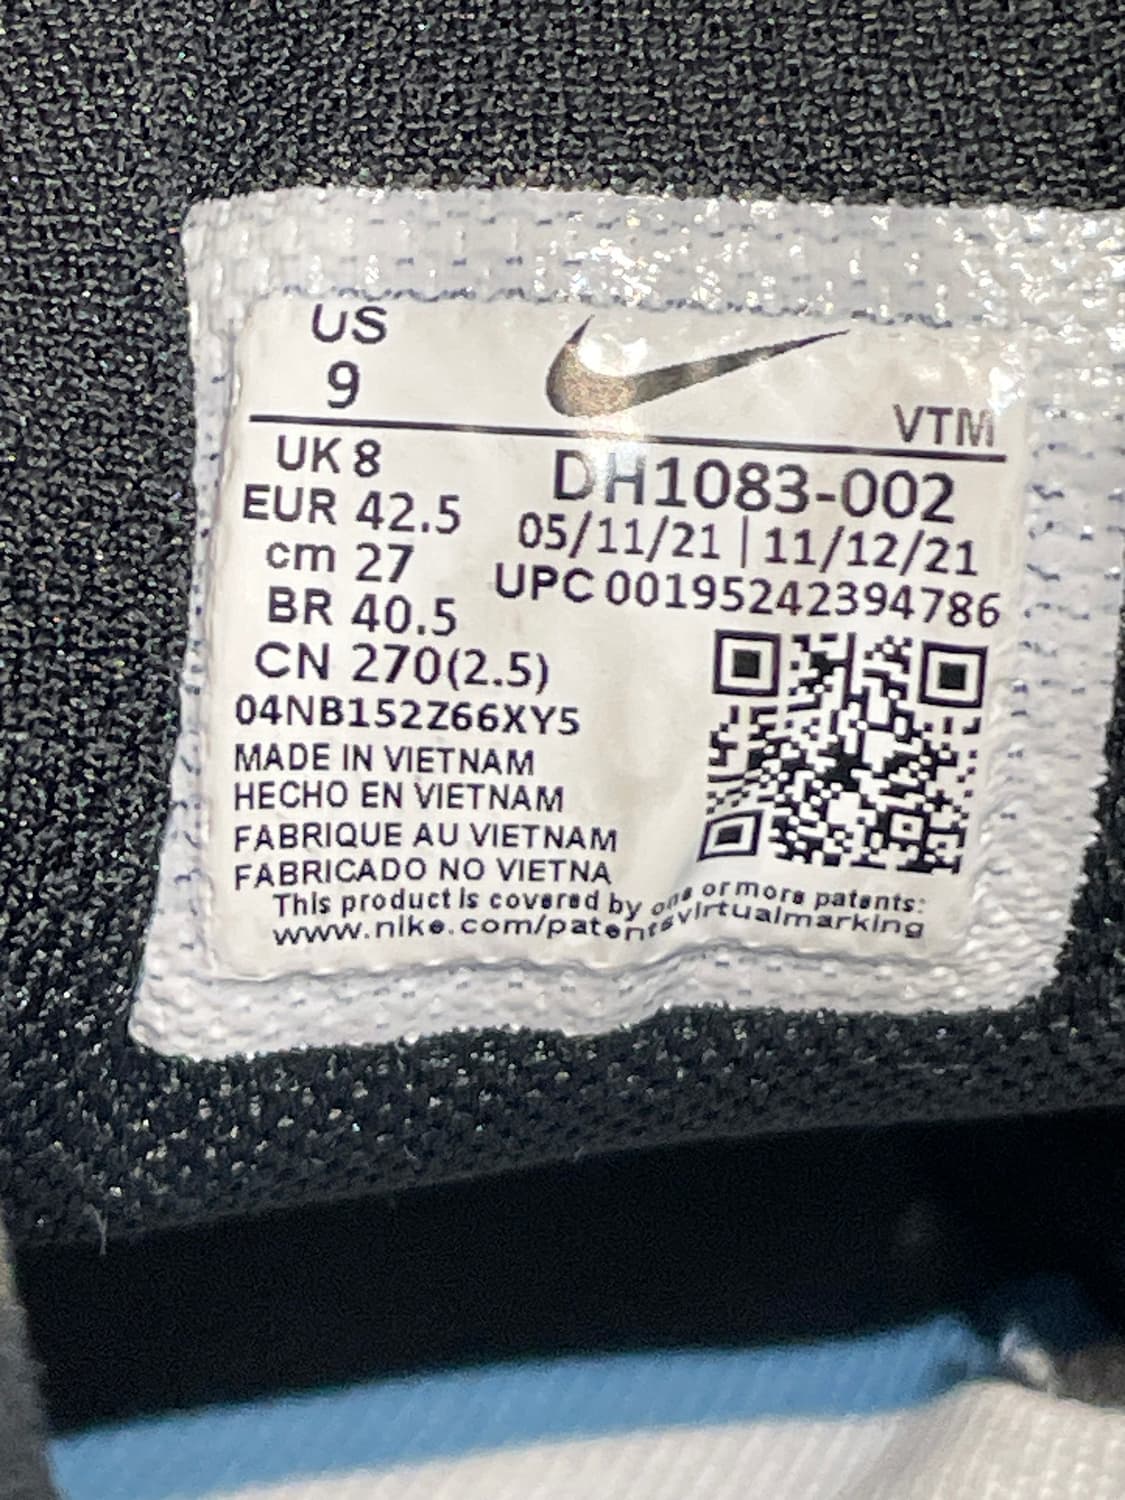 US
9
VTM
UK 8
EUR 42.5
cm 27
BR 40.5
CN 270(2.5)
DH1083-002
05/11/21 | 11/12/21
UPC 00195242394786
04NB152Z66XY5
MADE IN VIETNAM
HECHO EN VIETNAM
FABRIQUE AU VIETNAM
FABRICADO NO VIETNA
This product is covered by one or more patents:
www.nike.com/patentsvirtualmarking